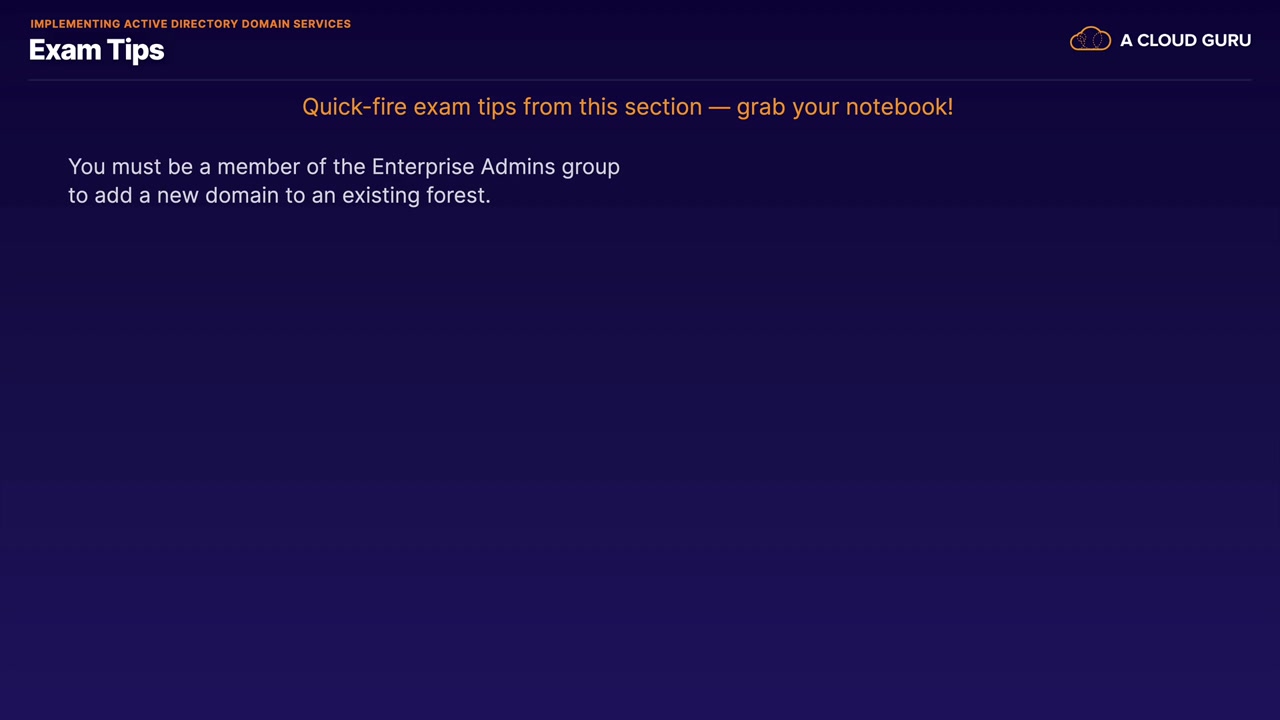 IMPLEMENTING ACTIVE DIRECTORY DOMAIN SERVICES
Exam Tips
A CLOUD GURU
Quick-fire exam tips from this section — grab your notebook!
You must be a member of the Enterprise Admins group
to add a new domain to an existing forest.